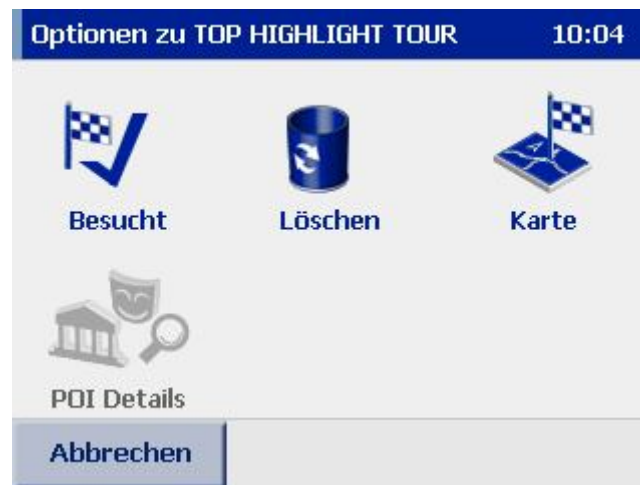 Optionen zu TOP HIGHLIGHT TOUR 10:04
Besucht Löschen Karte
POI Details
Abbrechen